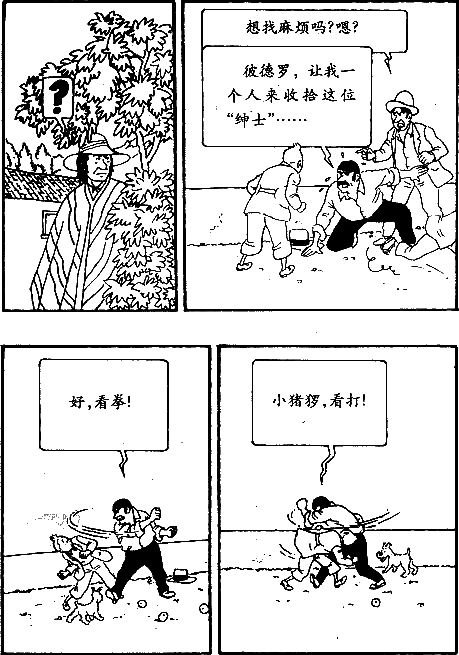 ?
想找麻烦吗?嗯?
彼德罗，让我一
个人来收拾这位
“绅士”……
好,看拳!
小猪猡,看打!